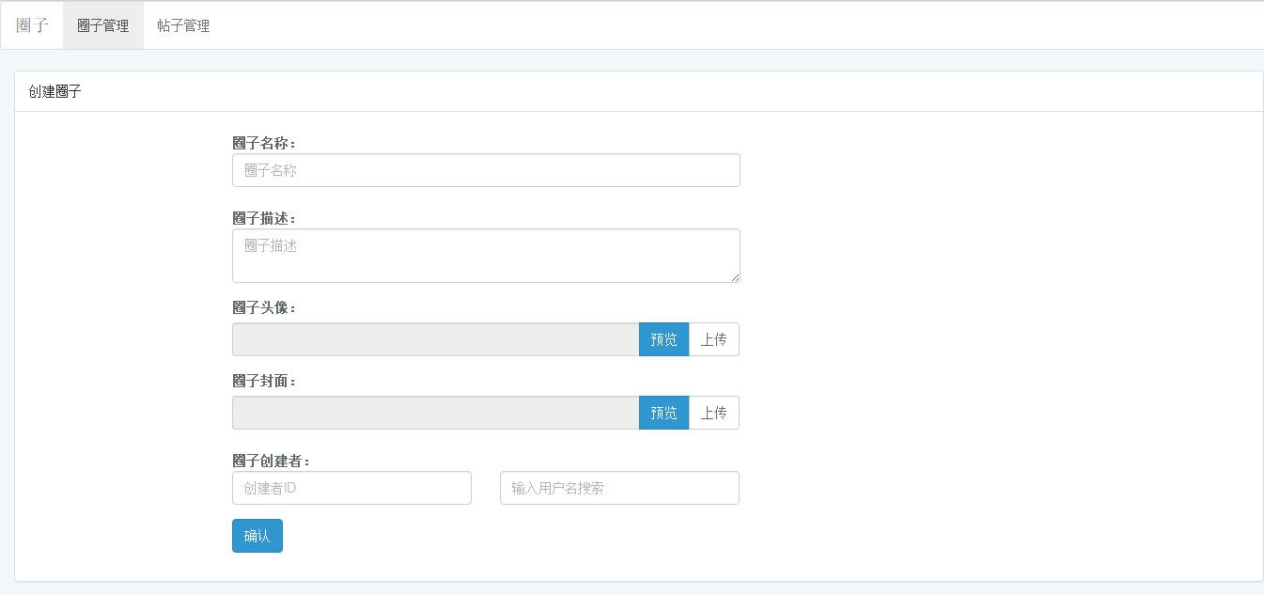 圈子 圈子管理 帖子管理
创建圈子
圈子名称：
圈子名称
圈子描述：
圈子描述
圈子头像：
预览 上传
圈子封面：
预览 上传
圈子创建者：
创建者ID 输入用户名搜索
确认